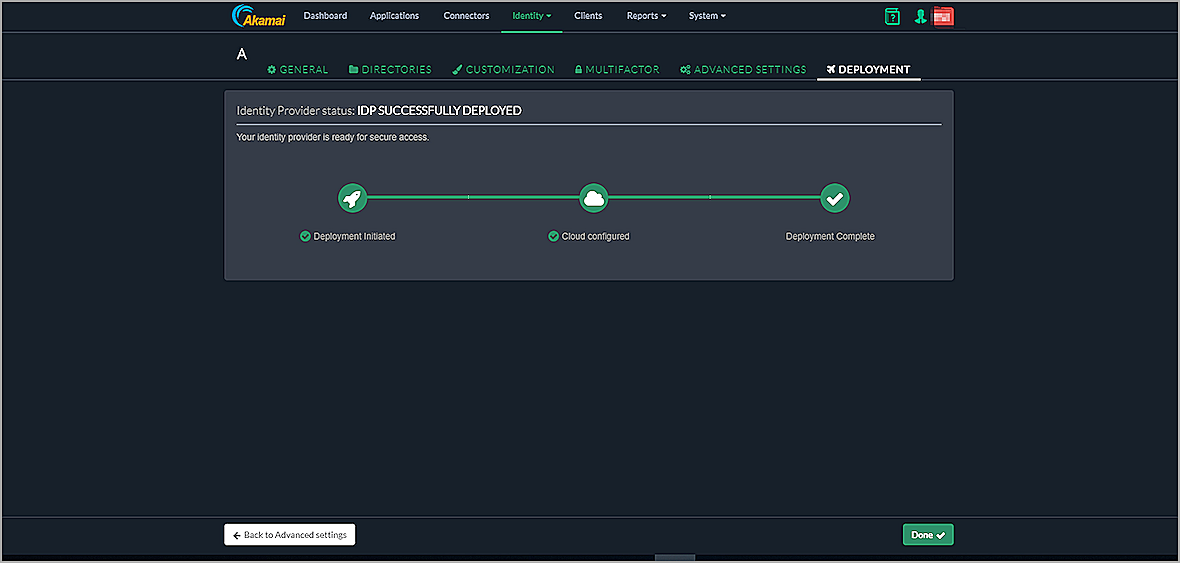 Akamai Dashboard Applications Connectors Identity Clients Reports System
A
GENERAL DIRECTORIES CUSTOMIZATION MULTIFACTOR ADVANCED SETTINGS DEPLOYMENT
Identity Provider status: IDP SUCCESSFULLY DEPLOYED
Your identity provider is ready for secure access.
Deployment Initiated Cloud configured Deployment Complete
Back to Advanced settings Done